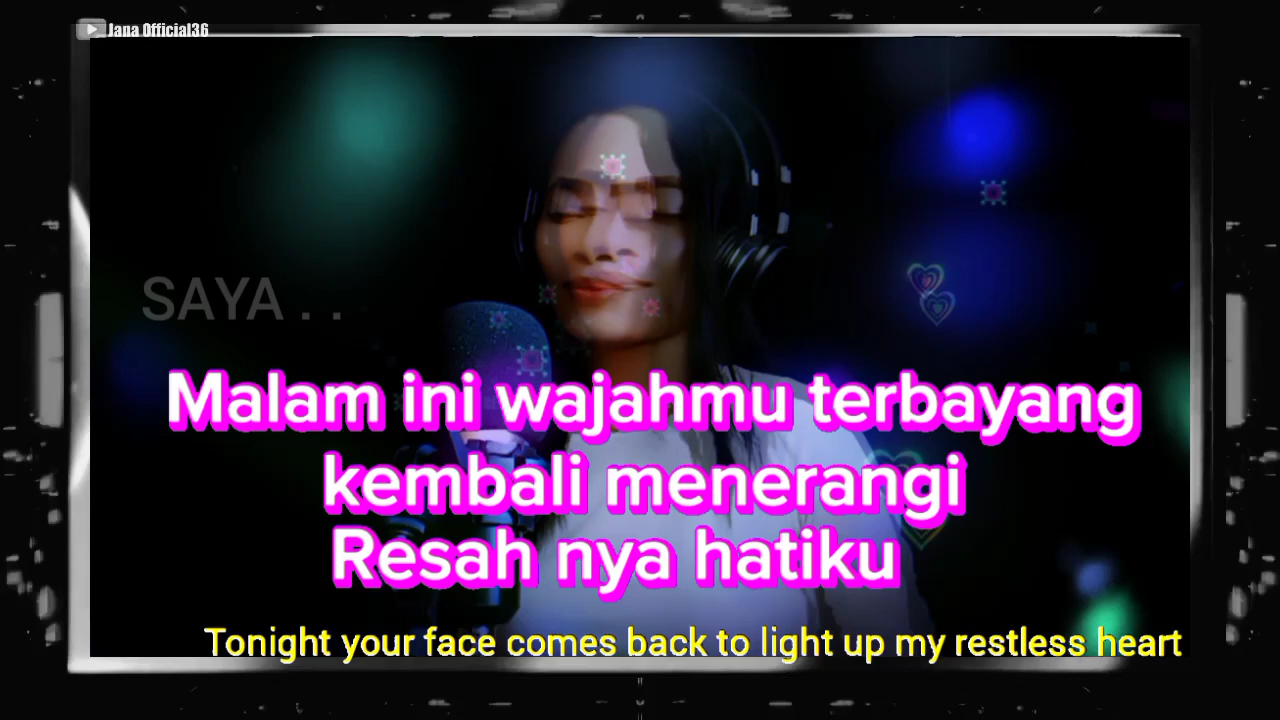 Jana Official36
SAYA . .
Malam ini wajahmu terbayang
kembali menerangi
Resah nya hatiku
Tonight your face comes back to light up my restless heart